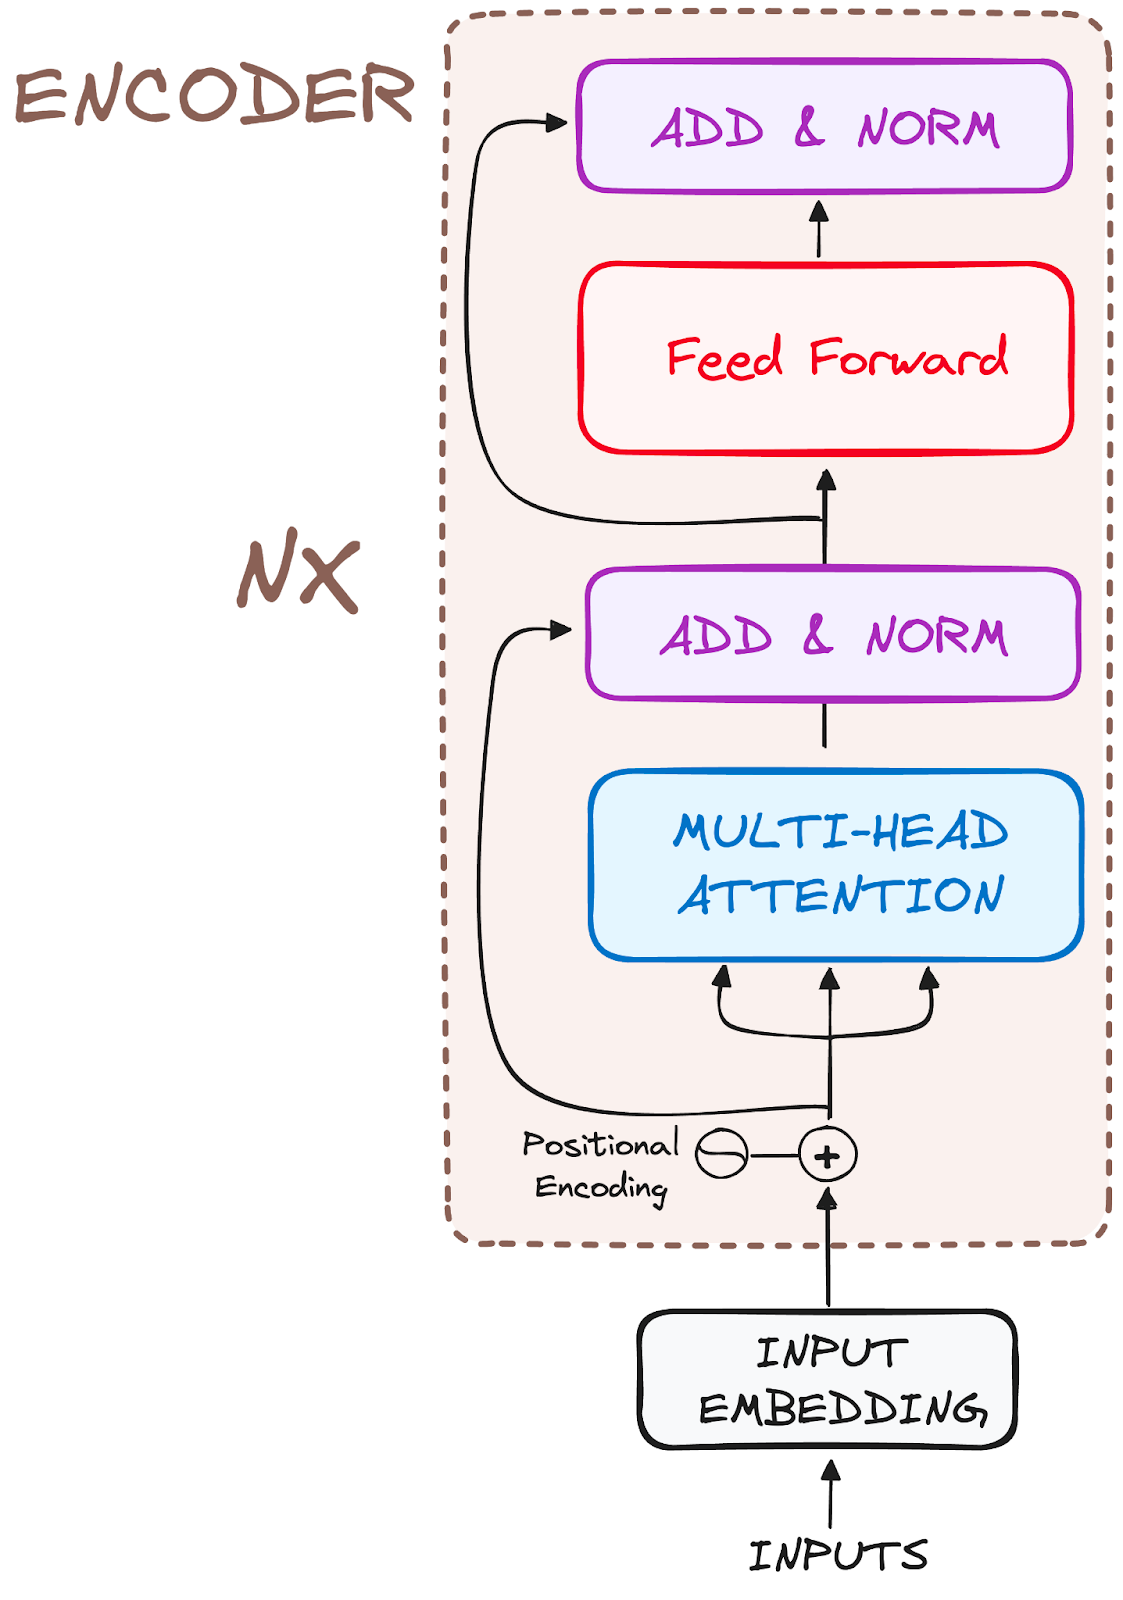 ENCODER
ADD & NORM
Feed Forward
NX
ADD & NORM
MULTI-HEAD
ATTENTION
Positional
Encoding
+
INPUT
EMBEDDING
INPUTS